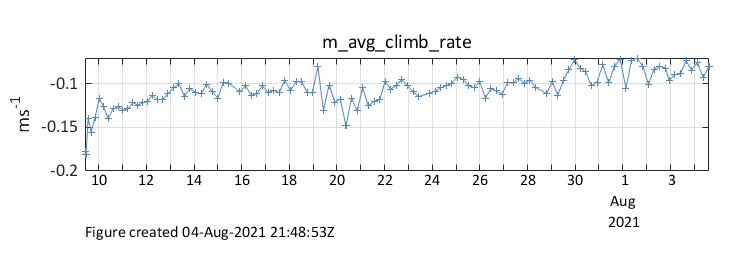 m_avg_climb_rate
-0.1
-0.15
-0.2
ms⁻¹
10 12 14 16 18 20 22 24 26 28 30 1 3
Aug
2021
Figure created 04-Aug-2021 21:48:53Z